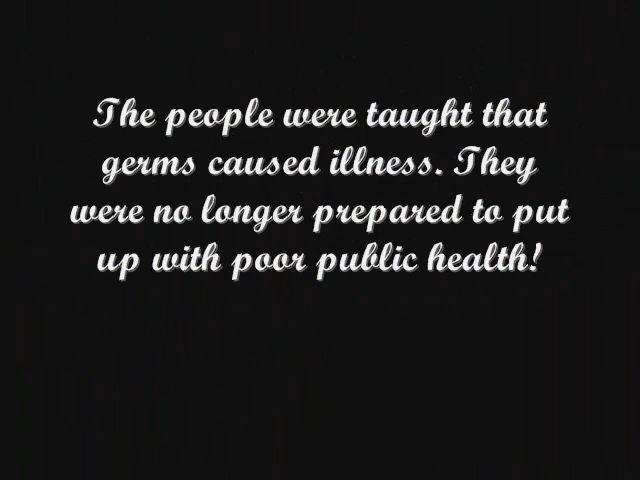 The people were taught that
germs caused illness. They
were no longer prepared to put
up with poor public health!